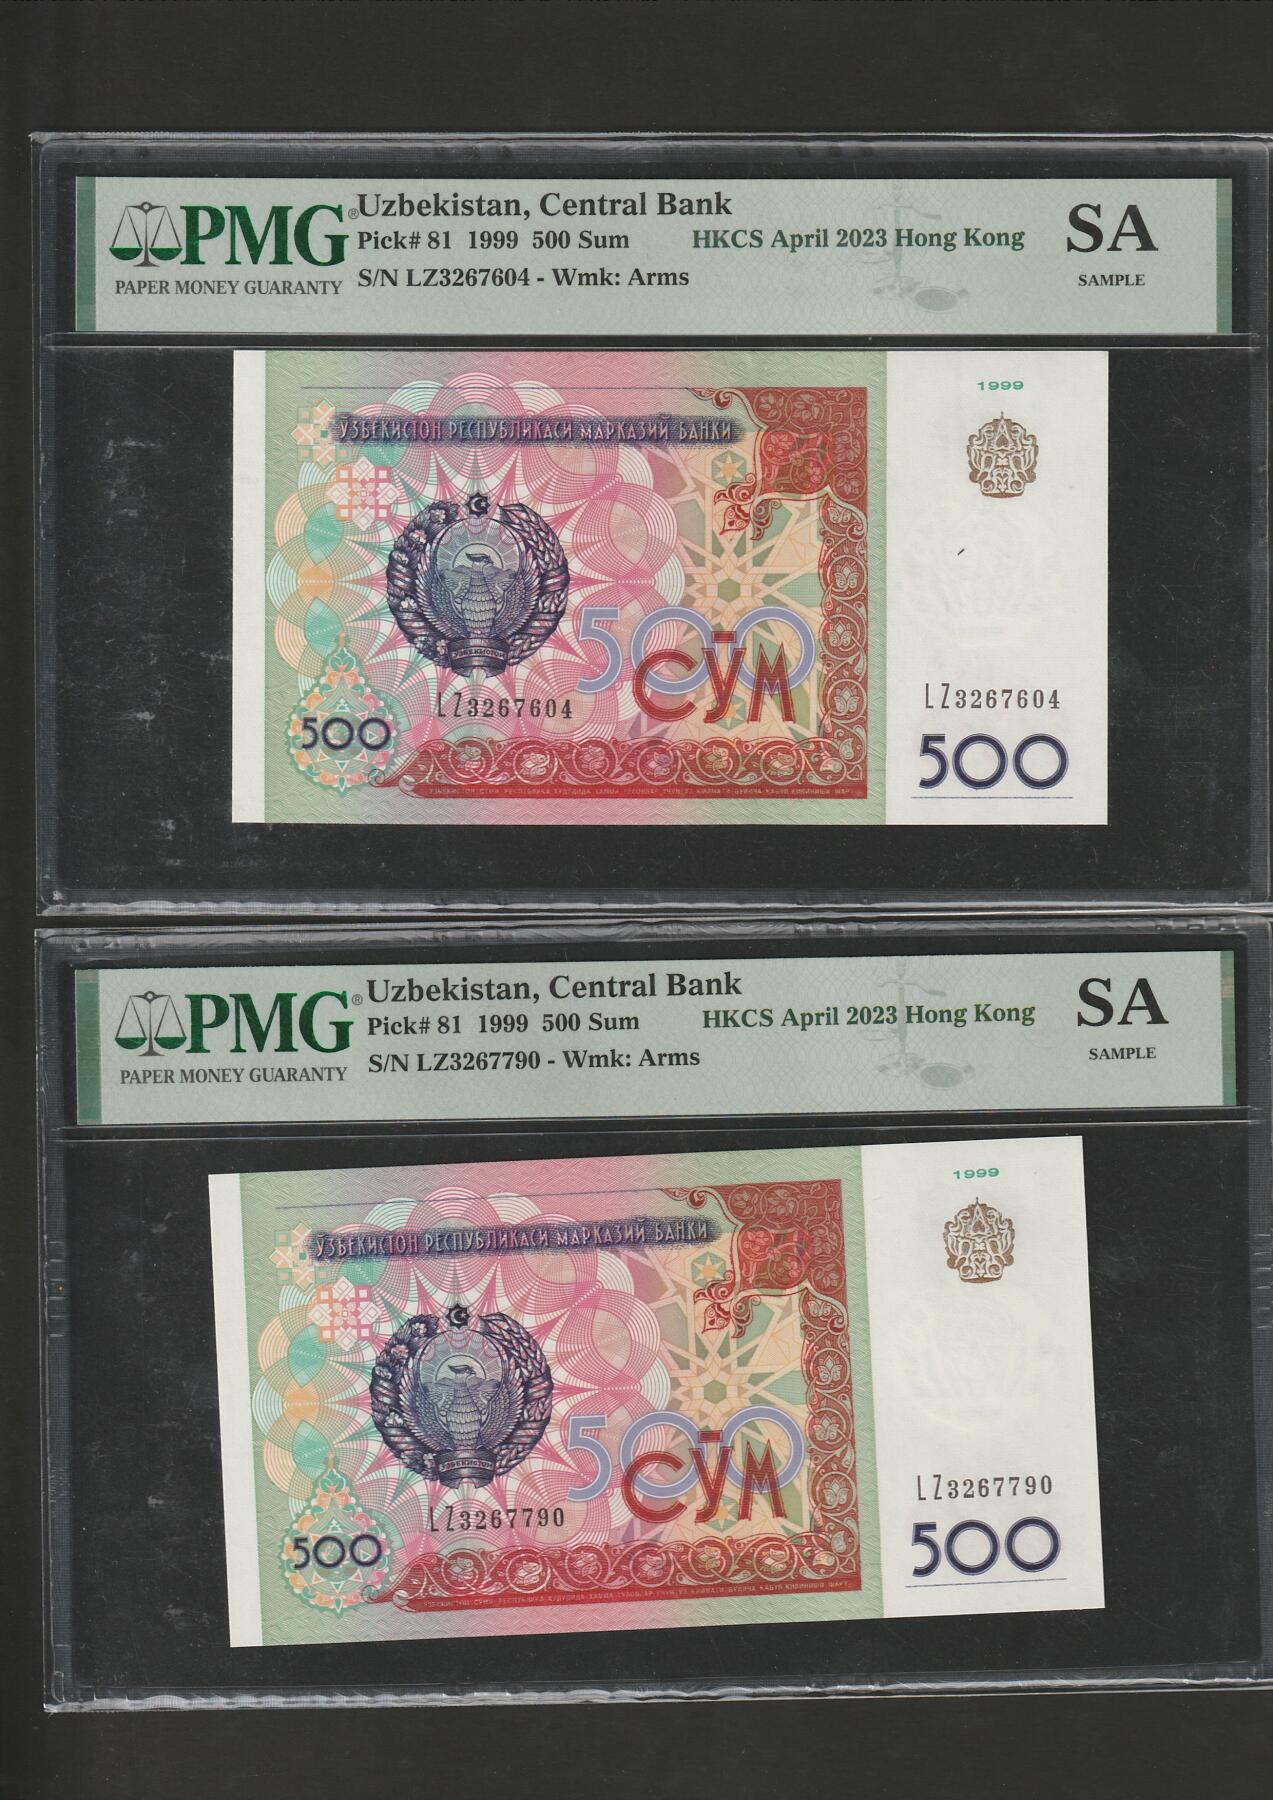 PMG®
PAPER MONEY GUARANTY
Uzbekistan, Central Bank
Pick# 81 1999 500 Sum
HKCS April 2023 Hong Kong
S/N LZ3267604 - Wmk: Arms
SA
SAMPLE
1999
ЎЗБЕКИСТОН РЕСПУБЛИКАСИ МАРКАЗИЙ БАНКИ
ЎЗБЕКИСТОН
500
СЎМ
LZ3267604
LZ3267604
500
500
PMG®
PAPER MONEY GUARANTY
Uzbekistan, Central Bank
Pick# 81 1999 500 Sum
HKCS April 2023 Hong Kong
S/N LZ3267790 - Wmk: Arms
SA
SAMPLE
1999
ЎЗБЕКИСТОН РЕСПУБЛИКАСИ МАРКАЗИЙ БАНКИ
ЎЗБЕКИСТОН
500
СЎМ
LZ3267790
LZ3267790
500
500